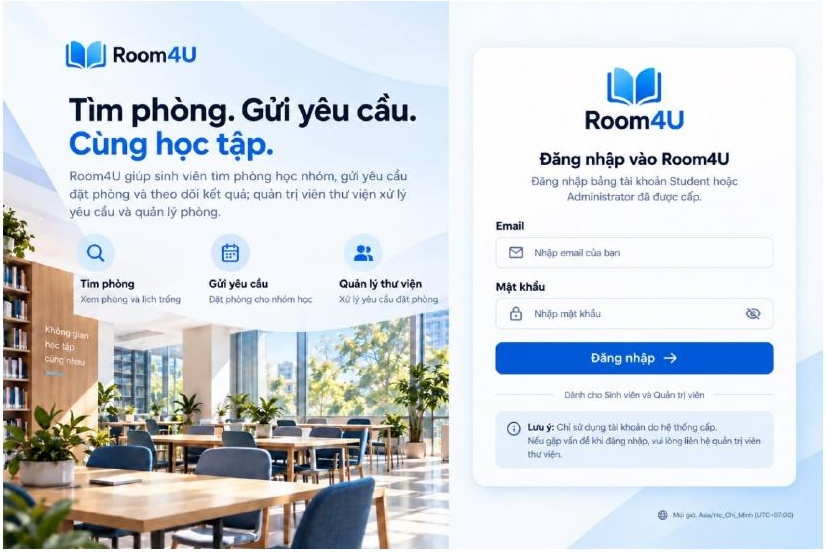 Room4U
Tìm phòng. Gửi yêu cầu.
Cùng học tập.
Room4U giúp sinh viên tìm phòng học nhóm, gửi yêu cầu
đặt phòng và theo dõi kết quả; quản trị viên thư viện xử lý
yêu cầu và quản lý phòng.
Tìm phòng
Xem phòng và lịch trống
Gửi yêu cầu
Đặt phòng cho nhóm học
Quản lý thư viện
Xử lý yêu cầu đặt phòng
Không gian
học tập
cùng nhau
Room4U
Đăng nhập vào Room4U
Đăng nhập bằng tài khoản Student hoặc
Administrator đã được cấp.
Email
Nhập email của bạn
Mật khẩu
Nhập mật khẩu
Đăng nhập →
Dành cho Sinh viên và Quản trị viên
Lưu ý: Chỉ sử dụng tài khoản do hệ thống cấp.
Nếu gặp vấn đề khi đăng nhập, vui lòng liên hệ quản trị viên
thư viện.
Múi giờ: Asia/Ho_Chi_Minh (UTC+07:00)